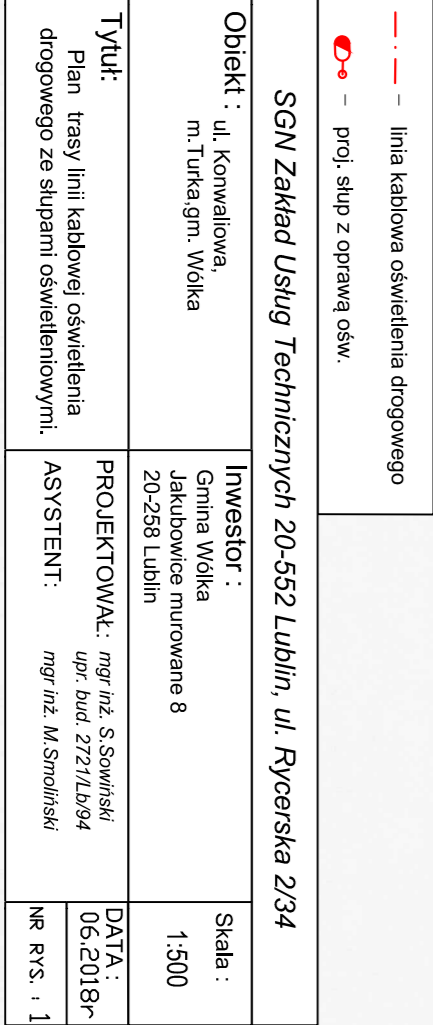 — · — – linia kablowa oświetlenia drogowego
– proj. słup z oprawą ośw.
SGN Zakład Usług Technicznych 20-552 Lublin, ul. Rycerska 2/34
Obiekt : ul. Konwaliowa,
m.Turka,gm. Wólka
Inwestor :
Gmina Wólka
Jakubowice murowane 8
20-258 Lublin
Skala :
1:500
Tytuł:
Plan trasy linii kablowej oświetlenia
drogowego ze słupami oświetleniowymi.
PROJEKTOWAŁ: mgr inż. S.Sowiński
upr. bud. 2721/Lb/94
ASYSTENT: mgr inż. M.Smoliński
DATA :
06.2018r
NR RYS. : 1